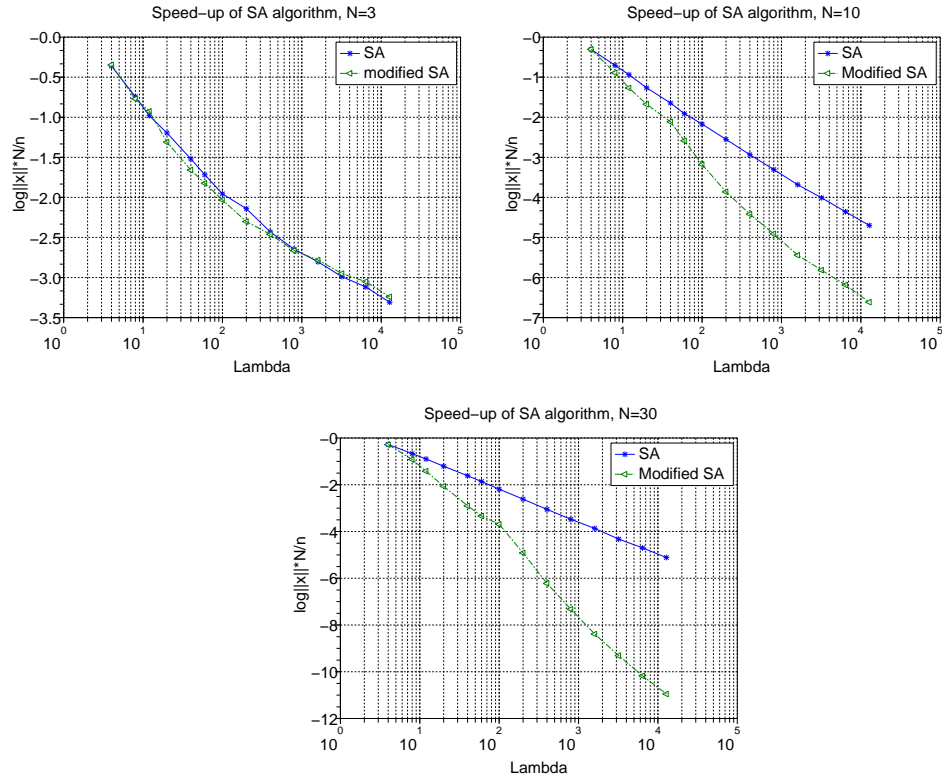 Speed−up of SA algorithm, N=3
−0.0
−0.5
−1.0
−1.5
−2.0
−2.5
−3.0
−3.5
log||x||*N/n
SA
modified SA
10 0
10 1
10 2
10 3
10 4
10 5
Lambda
Speed−up of SA algorithm, N=10
−0
−1
−2
−3
−4
−5
−6
−7
log||x||*N/n
SA
Modified SA
10 0
10 1
10 2
10 3
10 4
10 5
Lambda
Speed−up of SA algorithm, N=30
−0
−2
−4
−6
−8
−10
−12
log||x||*N/n
SA
Modified SA
10 0
10 1
10 2
10 3
10 4
10 5
Lambda